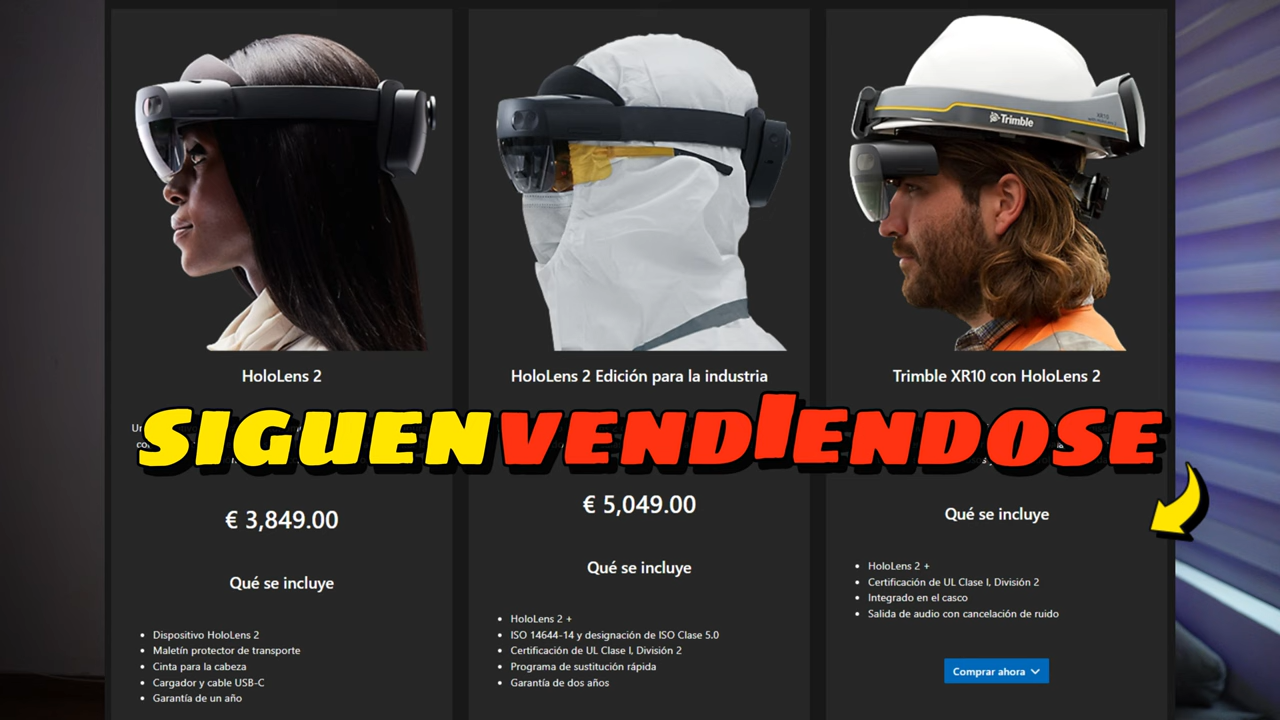 Trimble
HoloLens 2
HoloLens 2 Edición para la industria
Trimble XR10 con HoloLens 2
SIGUEN VENDIENDOSE
€ 3,849.00
Qué se incluye
Dispositivo HoloLens 2
Maletín protector de transporte
Cinta para la cabeza
Cargador y cable USB-C
Garantía de un año
€ 5,049.00
Qué se incluye
HoloLens 2 +
ISO 14644-14 y designación de ISO Clase 5.0
Certificación de UL Clase I, División 2
Programa de sustitución rápida
Garantía de dos años
Qué se incluye
HoloLens 2 +
Certificación de UL Clase I, División 2
Integrado en el casco
Salida de audio con cancelación de ruido
Comprar ahora